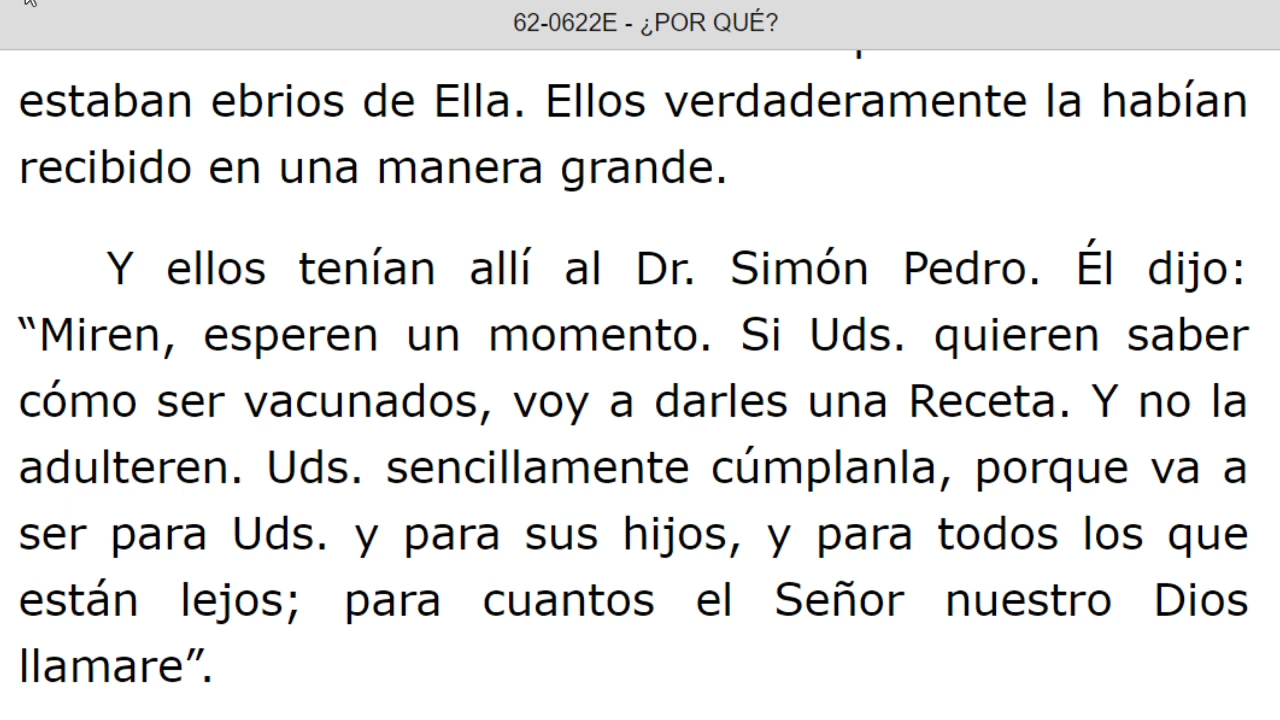 62-0622E - ¿POR QUÉ?
estaban ebrios de Ella. Ellos verdaderamente la habían
recibido en una manera grande.
Y ellos tenían allí al Dr. Simón Pedro. Él dijo:
“Miren, esperen un momento. Si Uds. quieren saber
cómo ser vacunados, voy a darles una Receta. Y no la
adulteren. Uds. sencillamente cúmplanla, porque va a
ser para Uds. y para sus hijos, y para todos los que
están lejos; para cuantos el Señor nuestro Dios
llamare”.